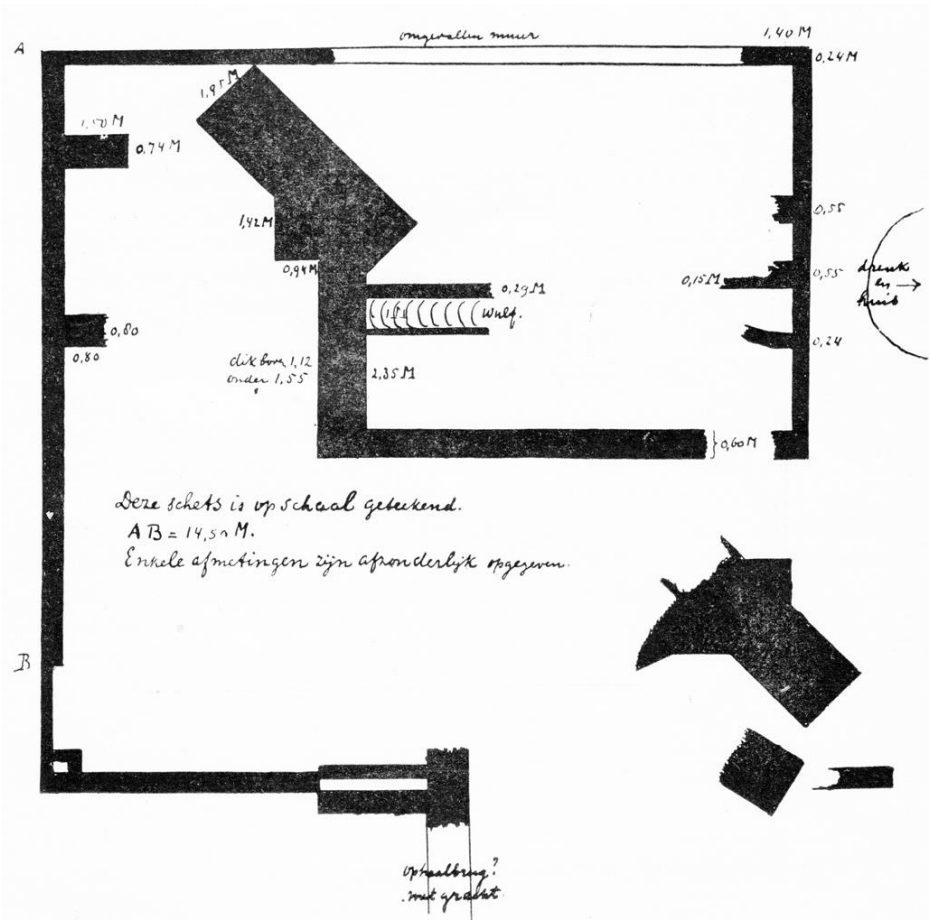 A
omgevallen muur
1,40 M
0,24 M
1,95 M
1,50 M
0,74 M
1,42 M
0,94 M
0,55
0,15 M
0,55
drenk
en
huis
0,29 M
wulf.
0,80
0,80
0,24
dik boven 1,12
onder 1,55
2,35 M
0,60 M
Deze schets is op schaal geteekend.
AB = 14,50 M.
Enkele afmetingen zijn afzonderlijk opgegeven.
B
ophaalbrug?
met gracht.